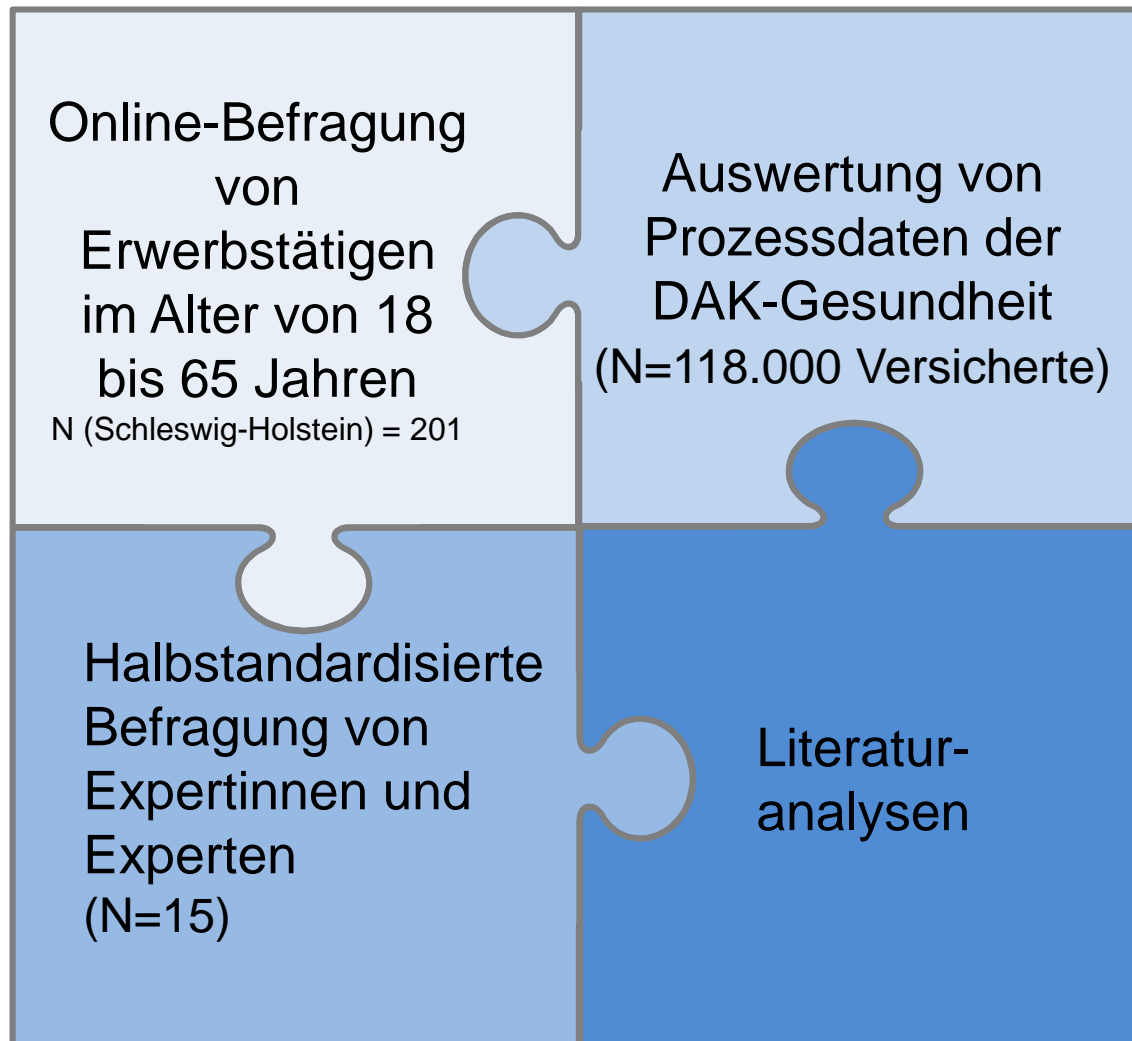 Online-Befragung
von
Erwerbstätigen
im Alter von 18
bis 65 Jahren
N (Schleswig-Holstein) = 201
Auswertung von
Prozessdaten der
DAK-Gesundheit
(N=118.000 Versicherte)
Halbstandardisierte
Befragung von
Expertinnen und
Experten
(N=15)
Literatur-
analysen